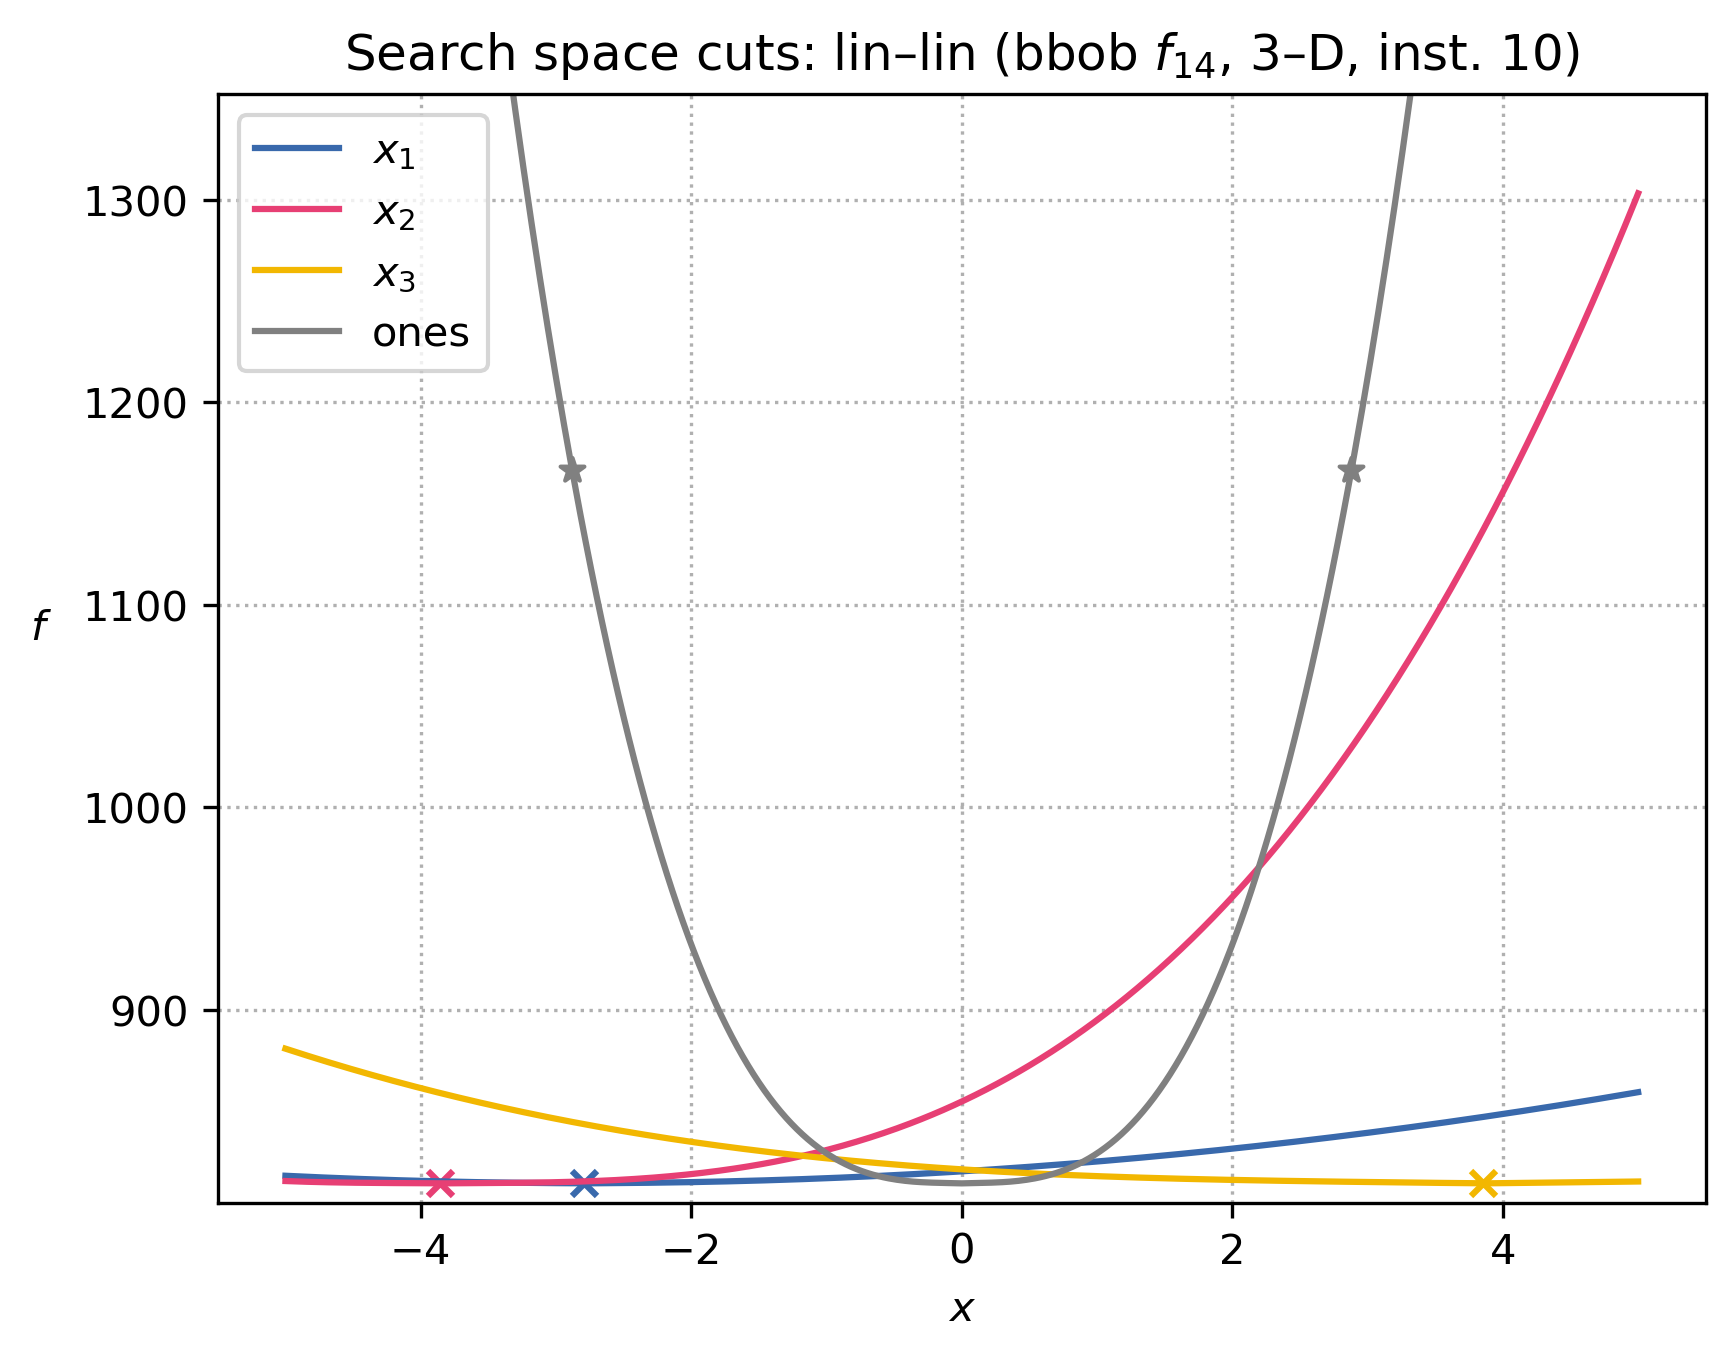 Search space cuts: lin–lin (bbob f₁₄, 3–D, inst. 10)
x₁
x₂
x₃
ones
1300
1200
1100
1000
900
f
−4 −2 0 2 4
x